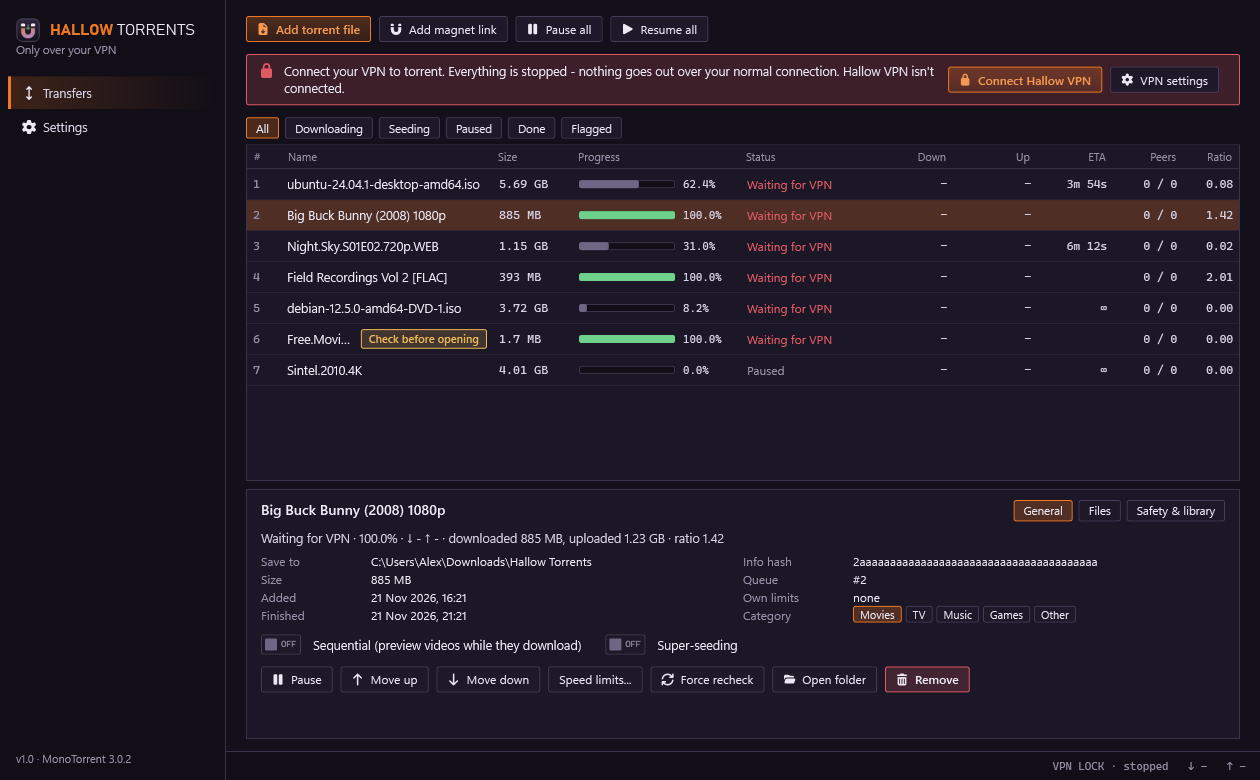 HALLOW TORRENTS
Only over your VPN
Transfers
Settings
v1.0 · MonoTorrent 3.0.2
Add torrent file
Add magnet link
Pause all
Resume all
Connect your VPN to torrent. Everything is stopped - nothing goes out over your normal connection. Hallow VPN isn't
connected.
Connect Hallow VPN
VPN settings
All Downloading Seeding Paused Done Flagged
# Name Size Progress Status Down Up ETA Peers Ratio
1 ubuntu-24.04.1-desktop-amd64.iso 5.69 GB 62.4% Waiting for VPN – – 3m 54s 0 / 0 0.08
2 Big Buck Bunny (2008) 1080p 885 MB 100.0% Waiting for VPN – – 0 / 0 1.42
3 Night.Sky.S01E02.720p.WEB 1.15 GB 31.0% Waiting for VPN – – 6m 12s 0 / 0 0.02
4 Field Recordings Vol 2 [FLAC] 393 MB 100.0% Waiting for VPN – – 0 / 0 2.01
5 debian-12.5.0-amd64-DVD-1.iso 3.72 GB 8.2% Waiting for VPN – – ∞ 0 / 0 0.00
6 Free.Movi... Check before opening 1.7 MB 100.0% Waiting for VPN – – 0 / 0 0.00
7 Sintel.2010.4K 4.01 GB 0.0% Paused – – ∞ 0 / 0 0.00
Big Buck Bunny (2008) 1080p
General Files Safety & library
Waiting for VPN · 100.0% · ↓ - ↑ - · downloaded 885 MB, uploaded 1.23 GB · ratio 1.42
Save to C:\Users\Alex\Downloads\Hallow Torrents Info hash 2aaaaaaaaaaaaaaaaaaaaaaaaaaaaaaaaaaaaaaa
Size 885 MB Queue #2
Added 21 Nov 2026, 16:21 Own limits none
Finished 21 Nov 2026, 21:21 Category Movies TV Music Games Other
OFF Sequential (preview videos while they download) OFF Super-seeding
Pause Move up Move down Speed limits... Force recheck Open folder Remove
VPN LOCK · stopped ↓ – ↑ –